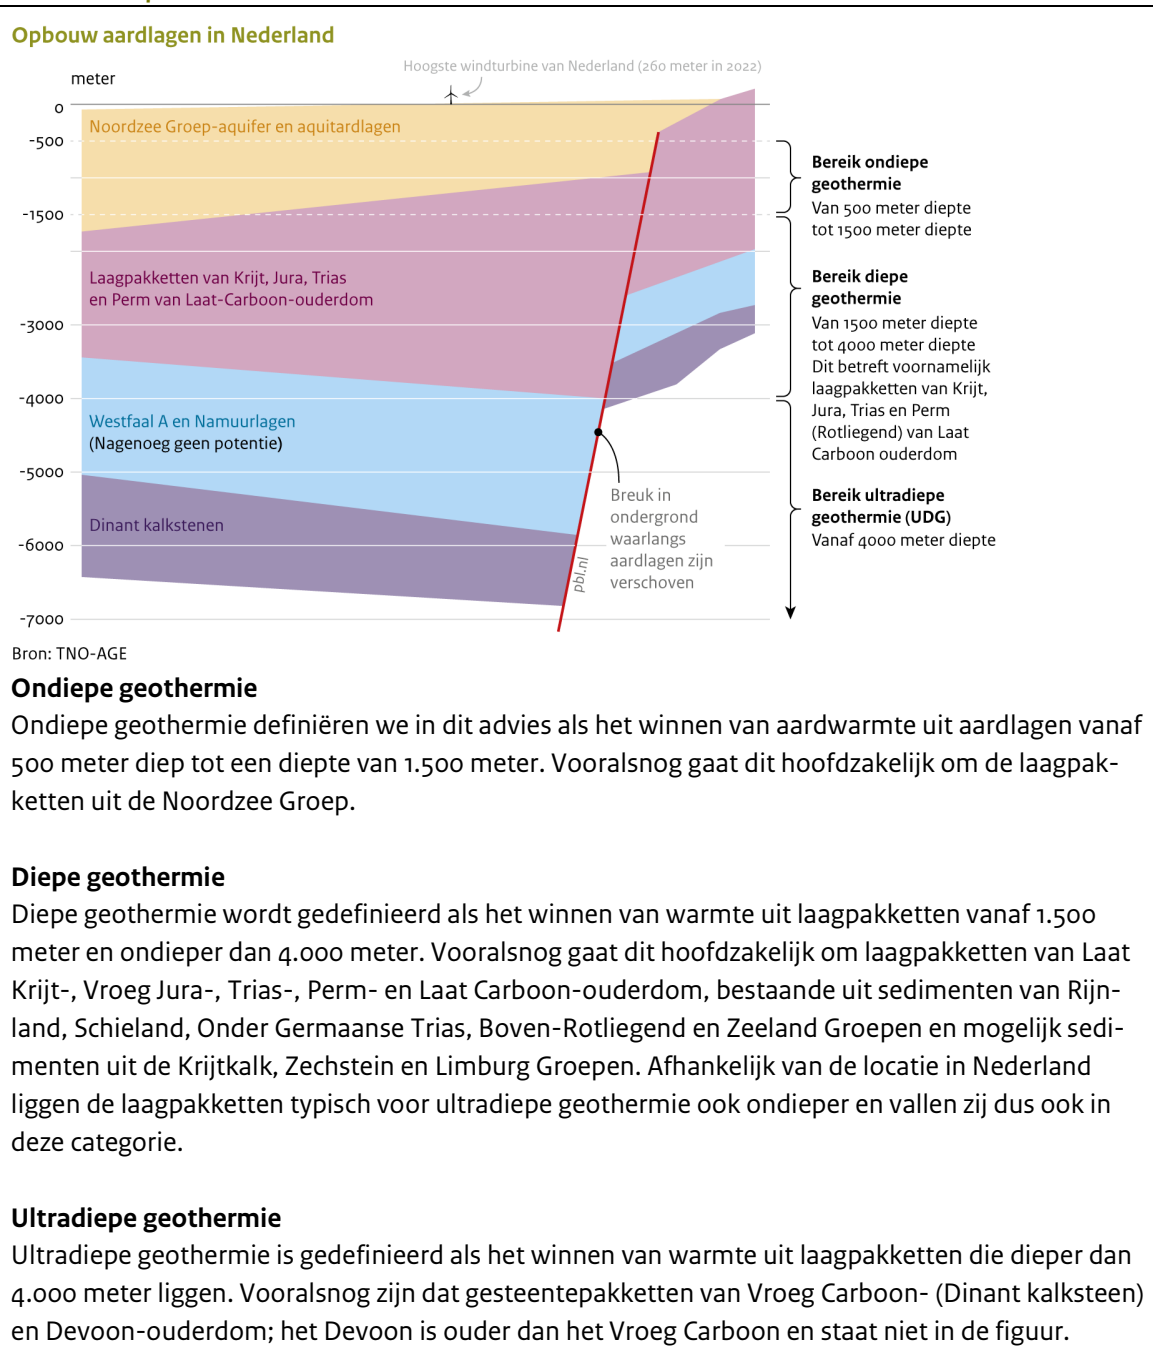 Opbouw aardlagen in Nederland
Hoogste windturbine van Nederland (260 meter in 2022)
meter
0
-500
-1500
-3000
-4000
-5000
-6000
-7000
Noordzee Groep-aquifer en aquitardlagen
Laagpakketten van Krijt, Jura, Trias
en Perm van Laat-Carboon-ouderdom
Westfaal A en Namuurlagen
(Nagenoeg geen potentie)
Dinant kalkstenen
Breuk in
ondergrond
waarlangs
aardlagen zijn
verschoven
pbl.nl
Bereik ondiepe
geothermie
Van 500 meter diepte
tot 1500 meter diepte
Bereik diepe
geothermie
Van 1500 meter diepte
tot 4000 meter diepte
Dit betreft voornamelijk
laagpakketten van Krijt,
Jura, Trias en Perm
(Rotliegend) van Laat
Carboon ouderdom
Bereik ultradiepe
geothermie (UDG)
Vanaf 4000 meter diepte
Bron: TNO-AGE
Ondiepe geothermie
Ondiepe geothermie definiëren we in dit advies als het winnen van aardwarmte uit aardlagen vanaf
500 meter diep tot een diepte van 1.500 meter. Vooralsnog gaat dit hoofdzakelijk om de laagpak-
ketten uit de Noordzee Groep.
Diepe geothermie
Diepe geothermie wordt gedefinieerd als het winnen van warmte uit laagpakketten vanaf 1.500
meter en ondieper dan 4.000 meter. Vooralsnog gaat dit hoofdzakelijk om laagpakketten van Laat
Krijt-, Vroeg Jura-, Trias-, Perm- en Laat Carboon-ouderdom, bestaande uit sedimenten van Rijn-
land, Schieland, Onder Germaanse Trias, Boven-Rotliegend en Zeeland Groepen en mogelijk sedi-
menten uit de Krijtkalk, Zechstein en Limburg Groepen. Afhankelijk van de locatie in Nederland
liggen de laagpakketten typisch voor ultradiepe geothermie ook ondieper en vallen zij dus ook in
deze categorie.
Ultradiepe geothermie
Ultradiepe geothermie is gedefinieerd als het winnen van warmte uit laagpakketten die dieper dan
4.000 meter liggen. Vooralsnog zijn dat gesteentepakketten van Vroeg Carboon- (Dinant kalksteen)
en Devoon-ouderdom; het Devoon is ouder dan het Vroeg Carboon en staat niet in de figuur.